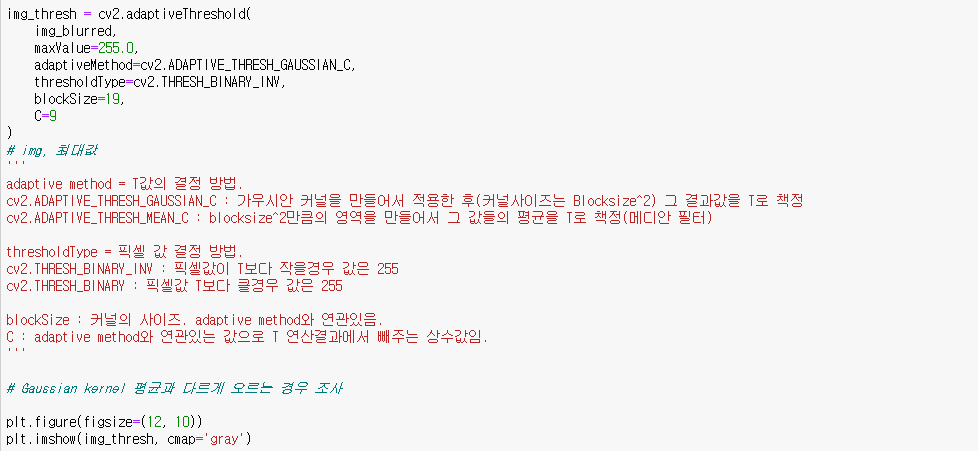 img_thresh = cv2.adaptiveThreshold(
    img_blurred,
    maxValue=255.0,
    adaptiveMethod=cv2.ADAPTIVE_THRESH_GAUSSIAN_C,
    thresholdType=cv2.THRESH_BINARY_INV,
    blockSize=19,
    C=9
)
# img, 최대값
'''
adaptive method = T값의 결정 방법.
cv2.ADAPTIVE_THRESH_GAUSSIAN_C : 가우시안 커널을 만들어서 적용한 후(커널사이즈는 Blocksize^2) 그 결과값을 T로 책정
cv2.ADAPTIVE_THRESH_MEAN_C : blocksize^2만큼의 영역을 만들어서 그 값들의 평균을 T로 책정(메디안 필터)

thresholdType = 픽셀 값 결정 방법.
cv2.THRESH_BINARY_INV : 픽셀값이 T보다 작을경우 값은 255
cv2.THRESH_BINARY : 픽셀값 T보다 클경우 값은 255

blockSize : 커널의 사이즈. adaptive method와 연관있음.
C : adaptive method와 연관있는 값으로 T 연산결과에서 빼주는 상수값임.
'''

# Gaussian kernel 평균과 다르게 오르는 경우 조사

plt.figure(figsize=(12, 10))
plt.imshow(img_thresh, cmap='gray')